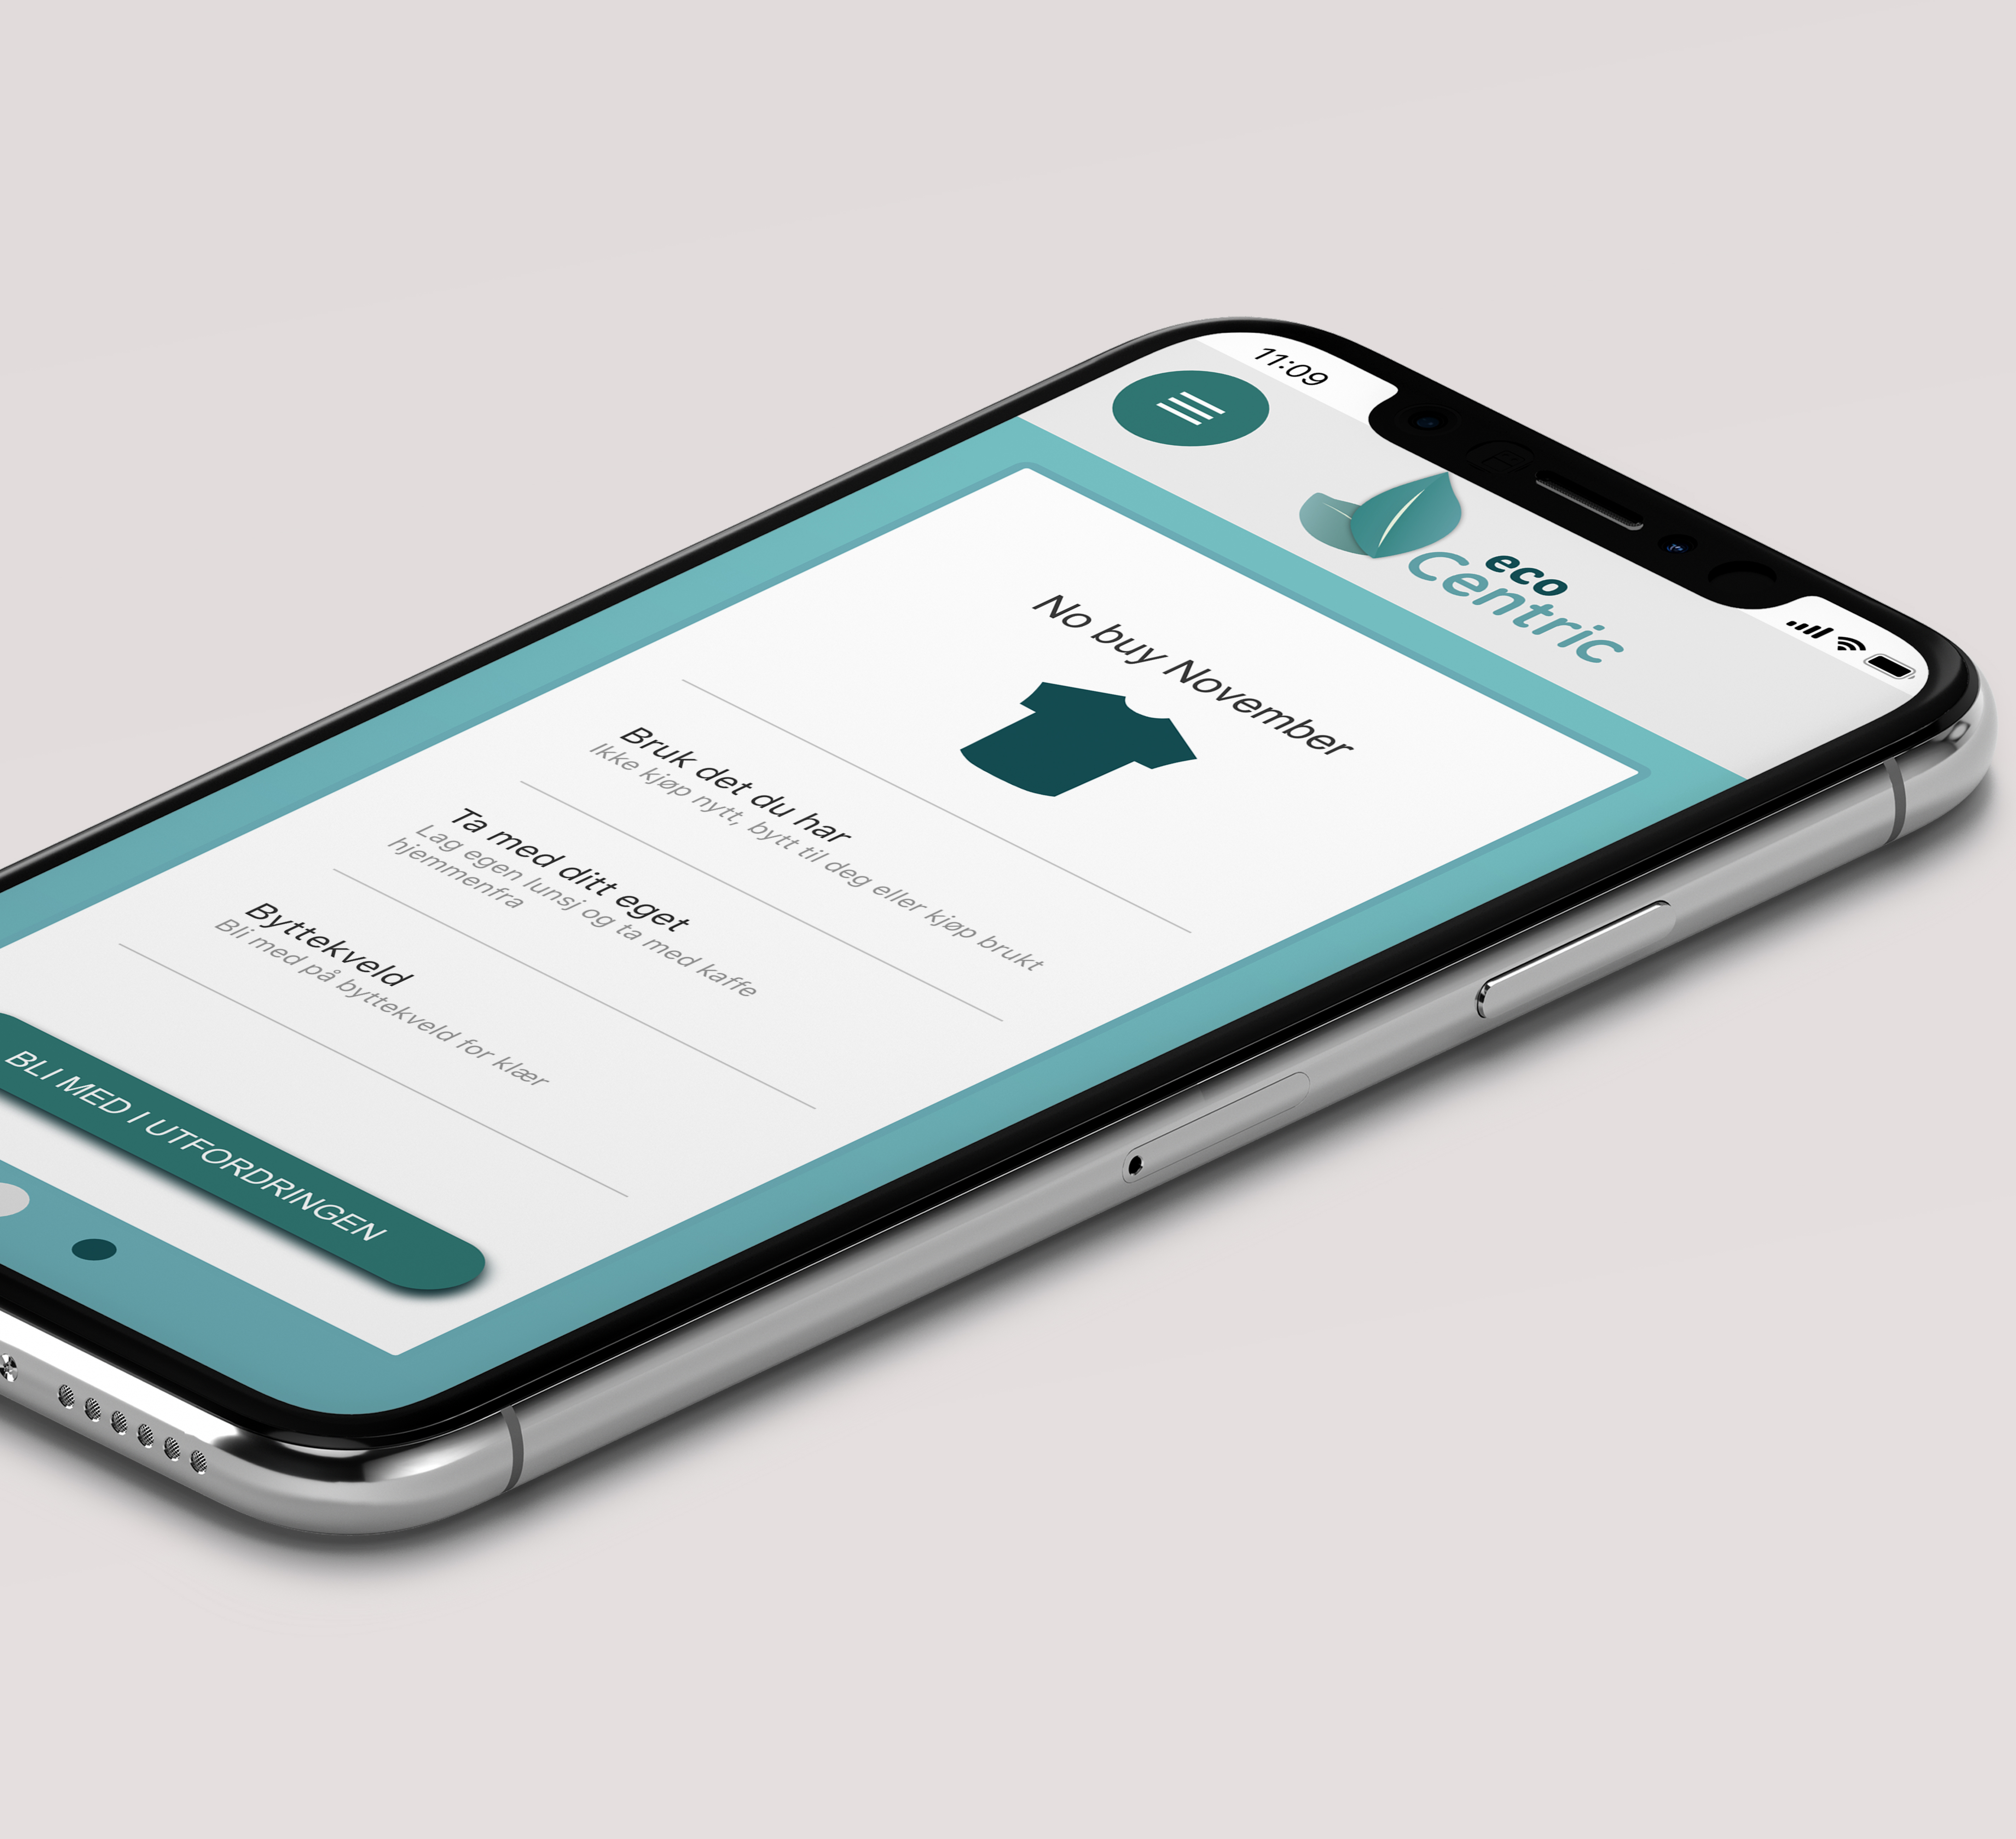 11:09
eco
centric
No buy November
Bruk det du har
Ikke kjøp nytt, bytt til deg eller kjøp brukt
Ta med ditt eget
Lag egen lunsj og ta med kaffe
hjemmenfra
Byttekveld
Bli med på byttekveld for klær
BLI MED I UTFORDRINGEN